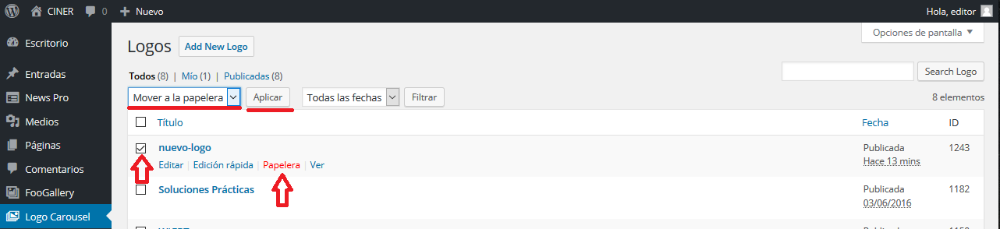 CINER 0 Nuevo Hola, editor
Escritorio
Entradas
News Pro
Medios
Páginas
Comentarios
FooGallery
Logo Carousel
Opciones de pantalla
Logos Add New Logo
Todos (8) | Mío (1) | Publicadas (8)
Search Logo
Mover a la papelera Aplicar Todas las fechas Filtrar 8 elementos
Título Fecha ID
nuevo-logo Publicada 1243
Editar | Edición rápida | Papelera | Ver Hace 13 mins
Soluciones Prácticas Publicada 1182
03/06/2016